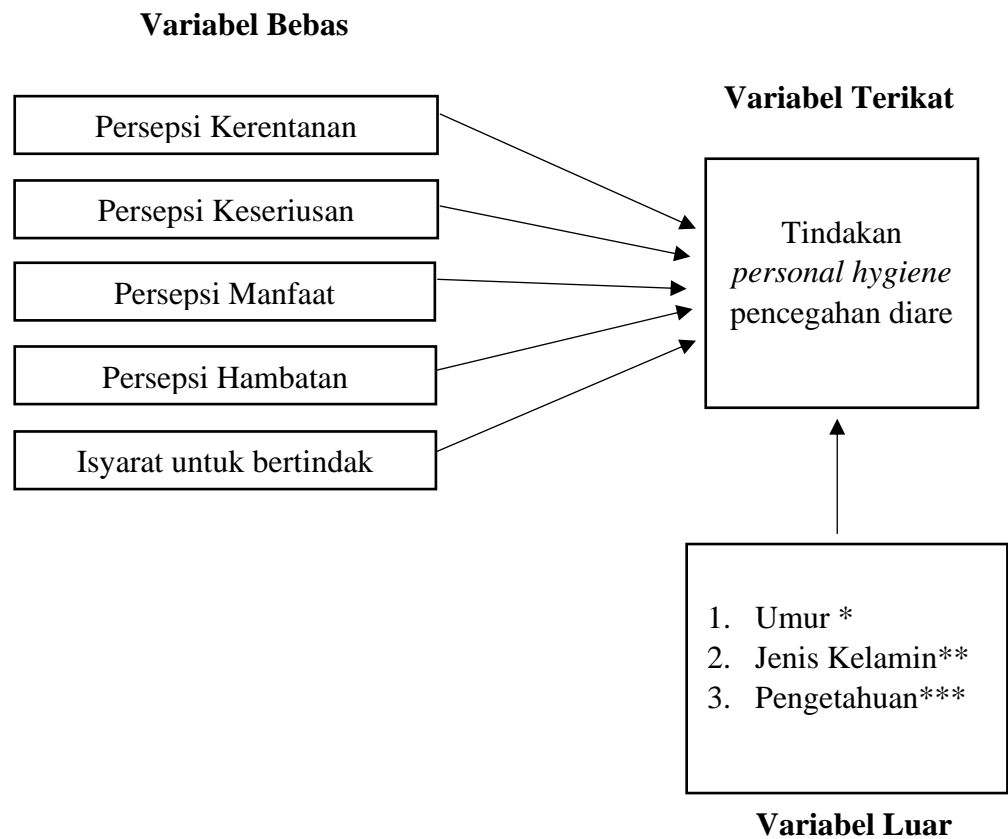 Variabel Bebas
Persepsi Kerentanan
Persepsi Keseriusan
Persepsi Manfaat
Persepsi Hambatan
Isyarat untuk bertindak
Variabel Terikat
Tindakan
personal hygiene
pencegahan diare
1. Umur *
2. Jenis Kelamin**
3. Pengetahuan***
Variabel Luar